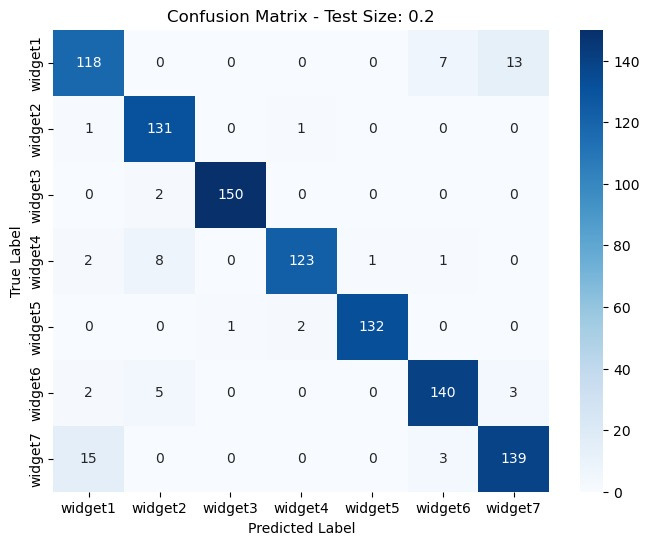 Confusion Matrix - Test Size: 0.2
True Label
widget1 118 0 0 0 0 7 13
widget2 1 131 0 1 0 0 0
widget3 0 2 150 0 0 0 0
widget4 2 8 0 123 1 1 0
widget5 0 0 1 2 132 0 0
widget6 2 5 0 0 0 140 3
widget7 15 0 0 0 0 3 139
widget1 widget2 widget3 widget4 widget5 widget6 widget7
Predicted Label
140
120
100
80
60
40
20
0